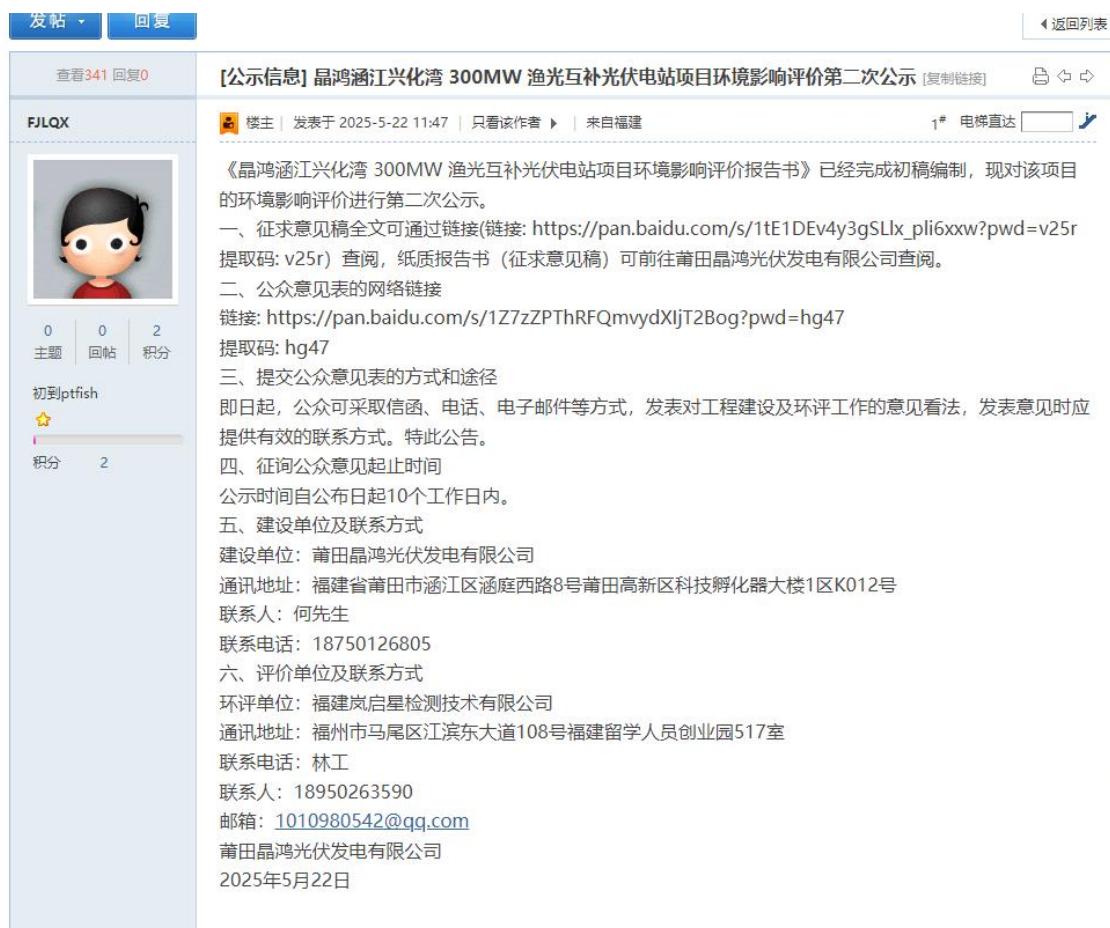 发帖
回复
返回列表
查看341 回复0
[公示信息] 晶鸿涵江兴化湾 300MW 渔光互补光伏电站项目环境影响评价第二次公示 [复制链接]
FJLQX
楼主 | 发表于 2025-5-22 11:47 | 只看该作者 | 来自福建
1# 电梯直达
《晶鸿涵江兴化湾 300MW 渔光互补光伏电站项目环境影响评价报告书》已经完成初稿编制，现对该项目
的环境影响评价进行第二次公示。
一、征求意见稿全文可通过链接(链接: https://pan.baidu.com/s/1tE1DEv4y3gSLlx_pli6xxw?pwd=v25r
提取码: v25r）查阅，纸质报告书（征求意见稿）可前往莆田晶鸿光伏发电有限公司查阅。
二、公众意见表的网络链接
链接: https://pan.baidu.com/s/1Z7zZPThRFQmvydXIjT2Bog?pwd=hg47
提取码: hg47
三、提交公众意见表的方式和途径
即日起，公众可采取信函、电话、电子邮件等方式，发表对工程建设及环评工作的意见看法，发表意见时应
提供有效的联系方式。特此公告。
四、征询公众意见起止时间
公示时间自公布日起10个工作日内。
五、建设单位及联系方式
建设单位：莆田晶鸿光伏发电有限公司
通讯地址：福建省莆田市涵江区涵庭西路8号莆田高新区科技孵化器大楼1区K012号
联系人：何先生
联系电话：18750126805
六、评价单位及联系方式
环评单位：福建岚启星检测技术有限公司
通讯地址：福州市马尾区江滨东大道108号福建留学人员创业园517室
联系电话：林工
联系人：18950263590
邮箱：1010980542@qq.com
莆田晶鸿光伏发电有限公司
2025年5月22日
0 0 2
主题 回帖 积分
初到ptfish
积分 2